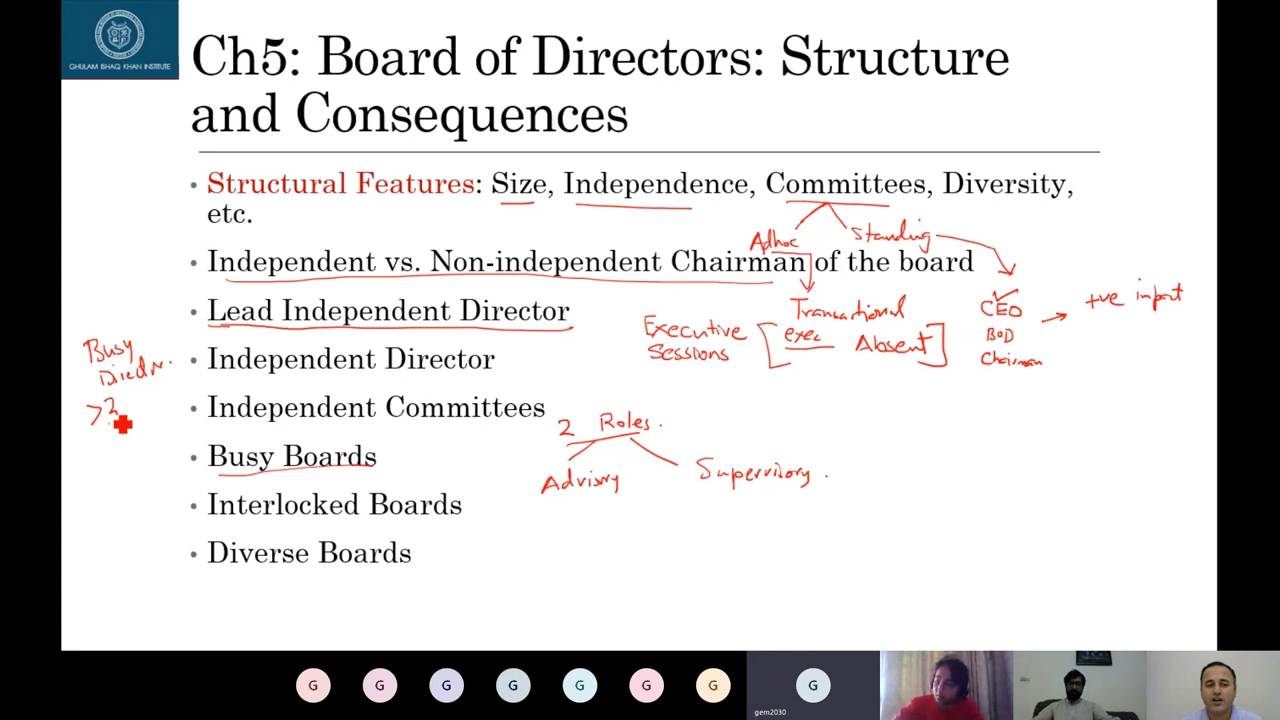 GHULAM ISHAQ KHAN INSTITUTE
Ch5: Board of Directors: Structure
and Consequences
• Structural Features: Size, Independence, Committees, Diversity,
etc.
Adhoc
Standing
• Independent vs. Non-independent Chairman of the board
• Lead Independent Director
Transactional
CEO
+ve impact
Executive
Sessions
exec
Absent
BoD
Chairman
Busy
• Independent Director
• Independent Committees
>3
2 Roles.
• Busy Boards
Advisry
Supervisory.
• Interlocked Boards
• Diverse Boards
G
G
G
G
G
G
G
G
gem2030